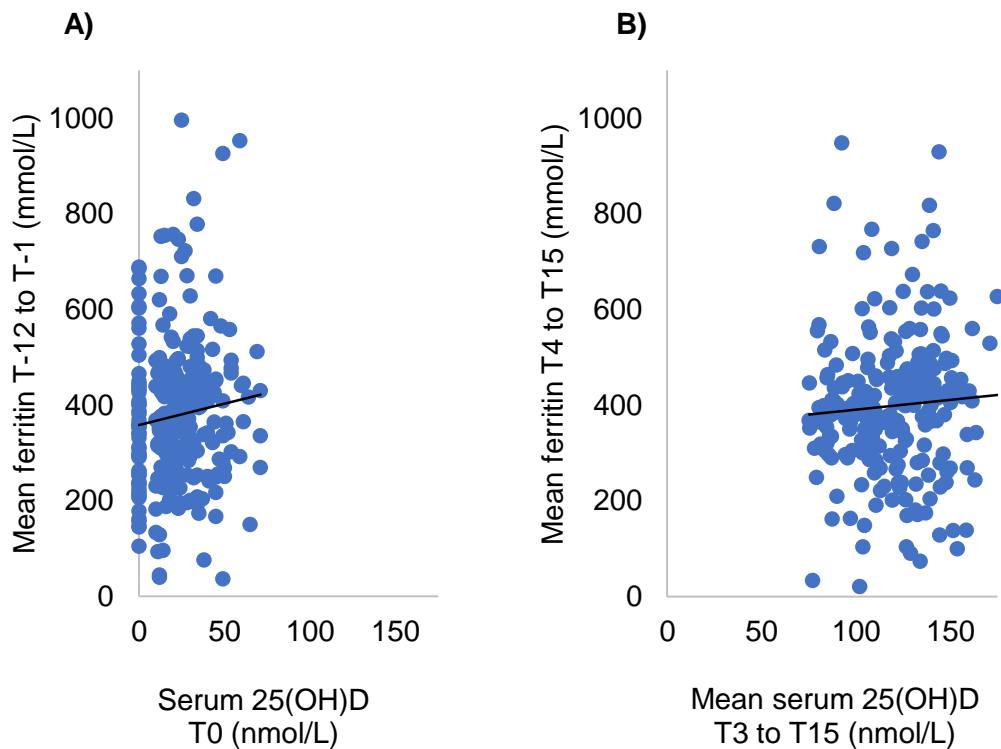 A)
Mean ferritin T-12 to T-1 (mmol/L)
1000
800
600
400
200
0
0 50 100 150
Serum 25(OH)D
T0 (nmol/L)
B)
Mean ferritin T4 to T15 (mmol/L)
1000
800
600
400
200
0
0 50 100 150
Mean serum 25(OH)D
T3 to T15 (nmol/L)